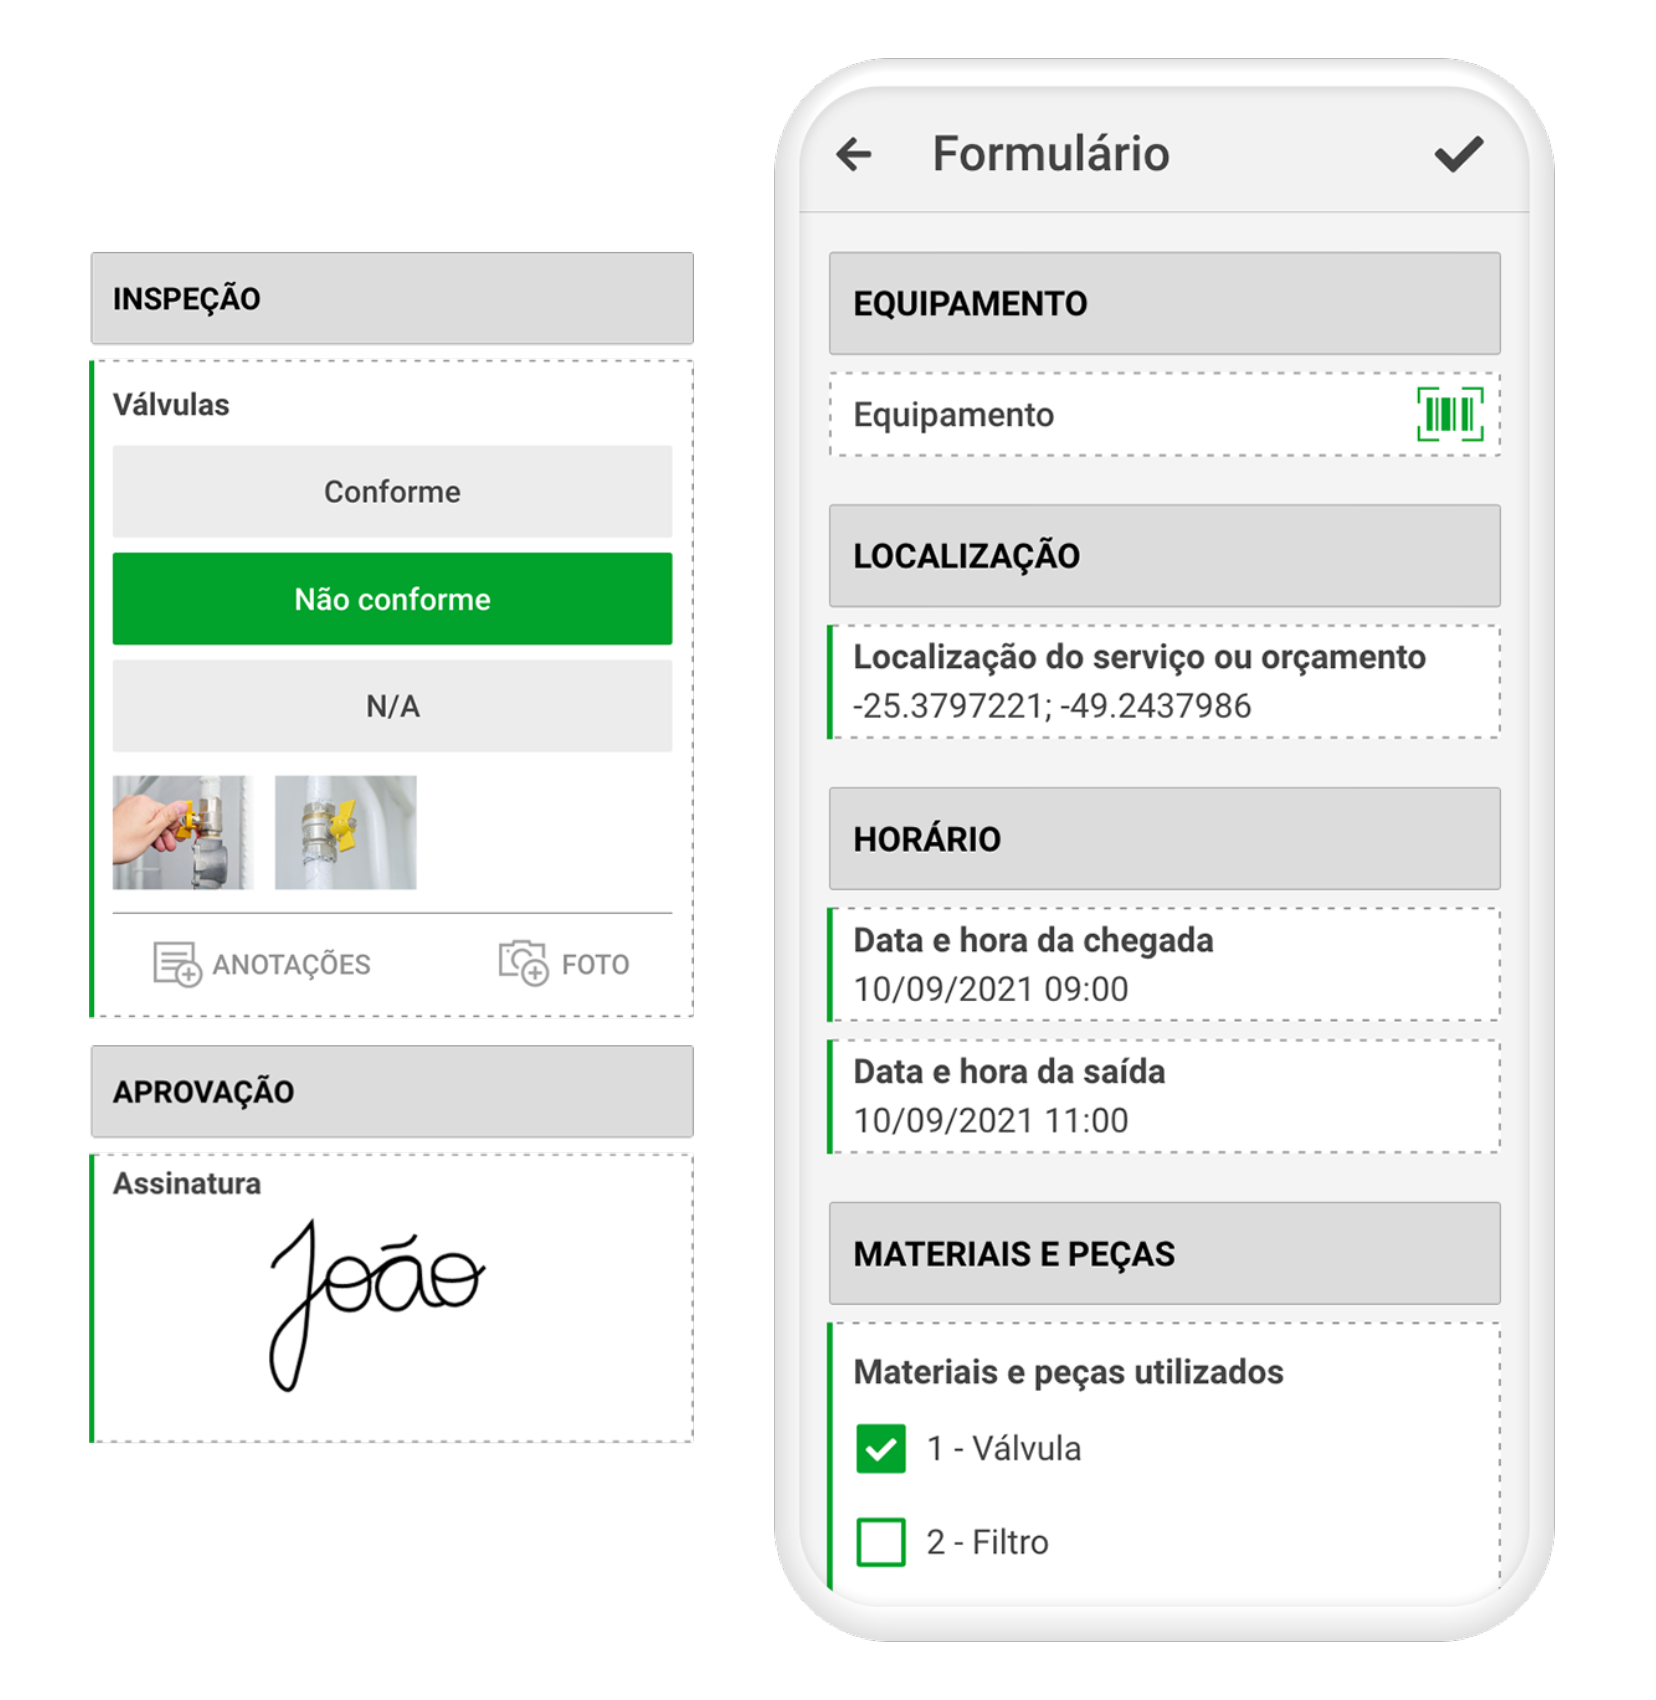 INSPEÇÃO
Válvulas
Conforme
Não conforme
N/A
ANOTAÇÕES
FOTO
APROVAÇÃO
Assinatura
João
Formulário
EQUIPAMENTO
Equipamento
LOCALIZAÇÃO
Localização do serviço ou orçamento
-25.3797221; -49.2437986
HORÁRIO
Data e hora da chegada
10/09/2021 09:00
Data e hora da saída
10/09/2021 11:00
MATERIAIS E PEÇAS
Materiais e peças utilizados
1 - Válvula
2 - Filtro